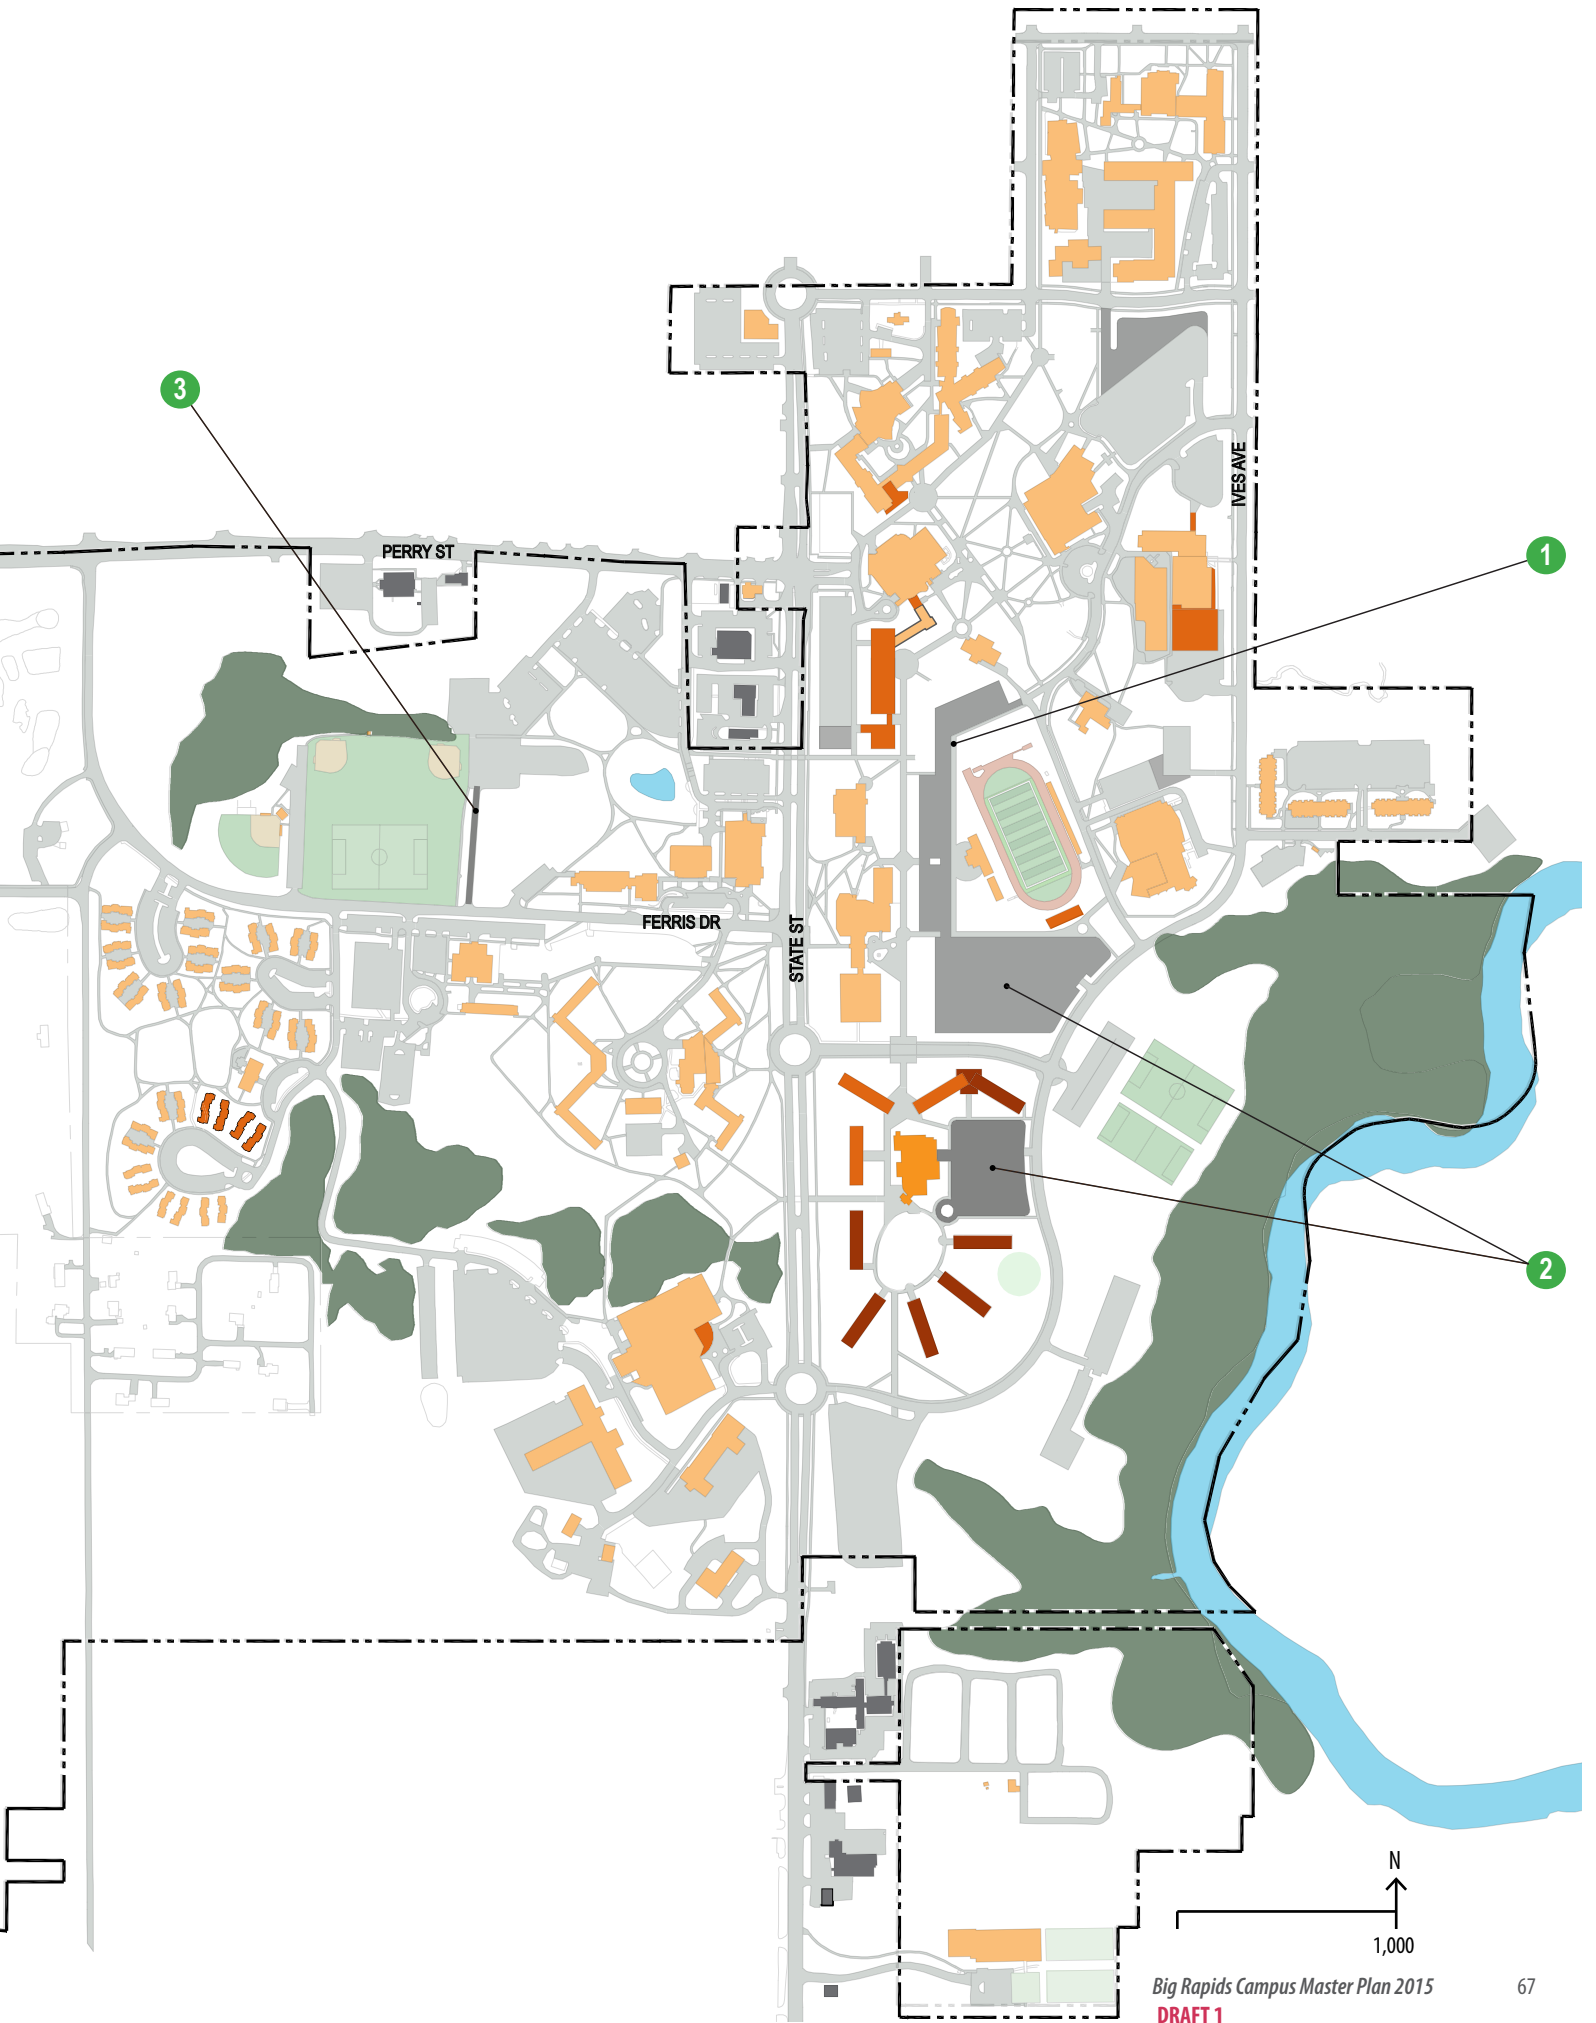 3
IVES AVE
PERRY ST
1
FERRIS DR
STATE ST
2
N
1,000
Big Rapids Campus Master Plan 2015
67
DRAFT 1